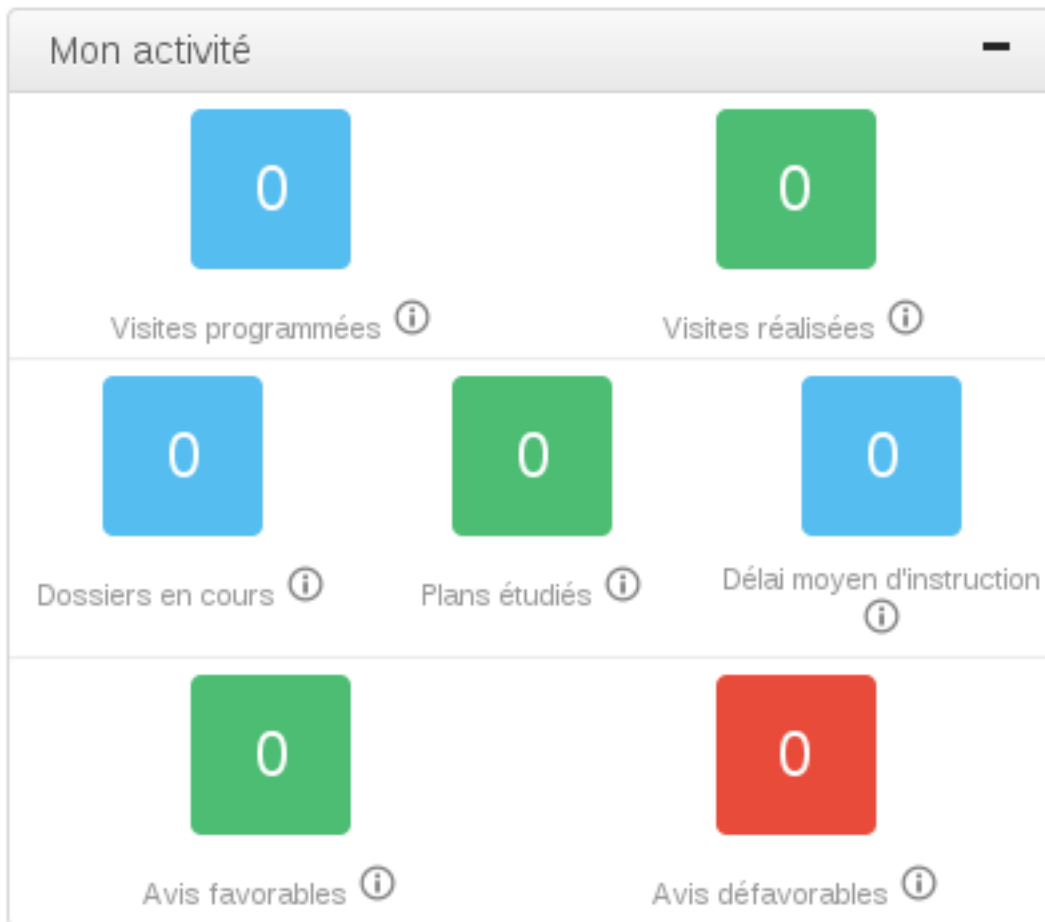 Mon activité
0 0
Visites programmées Visites réalisées
0 0 0
Dossiers en cours Plans étudiés Délai moyen d'instruction
0 0
Avis favorables Avis défavorables